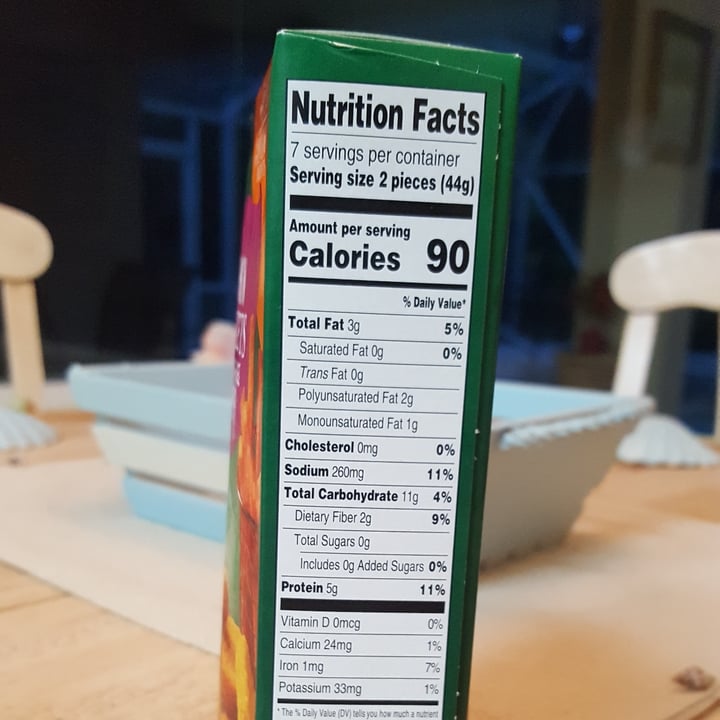 Nutrition Facts
7 servings per container
Serving size 2 pieces (44g)
Amount per serving
Calories 90
% Daily Value*
Total Fat 3g 5%
Saturated Fat 0g 0%
Trans Fat 0g
Polyunsaturated Fat 2g
Monounsaturated Fat 1g
Cholesterol 0mg 0%
Sodium 260mg 11%
Total Carbohydrate 11g 4%
Dietary Fiber 2g 9%
Total Sugars 0g
Includes 0g Added Sugars 0%
Protein 5g 11%
Vitamin D 0mcg 0%
Calcium 24mg 1%
Iron 1mg 7%
Potassium 33mg 1%
* The % Daily Value (DV) tells you how much a nutrient